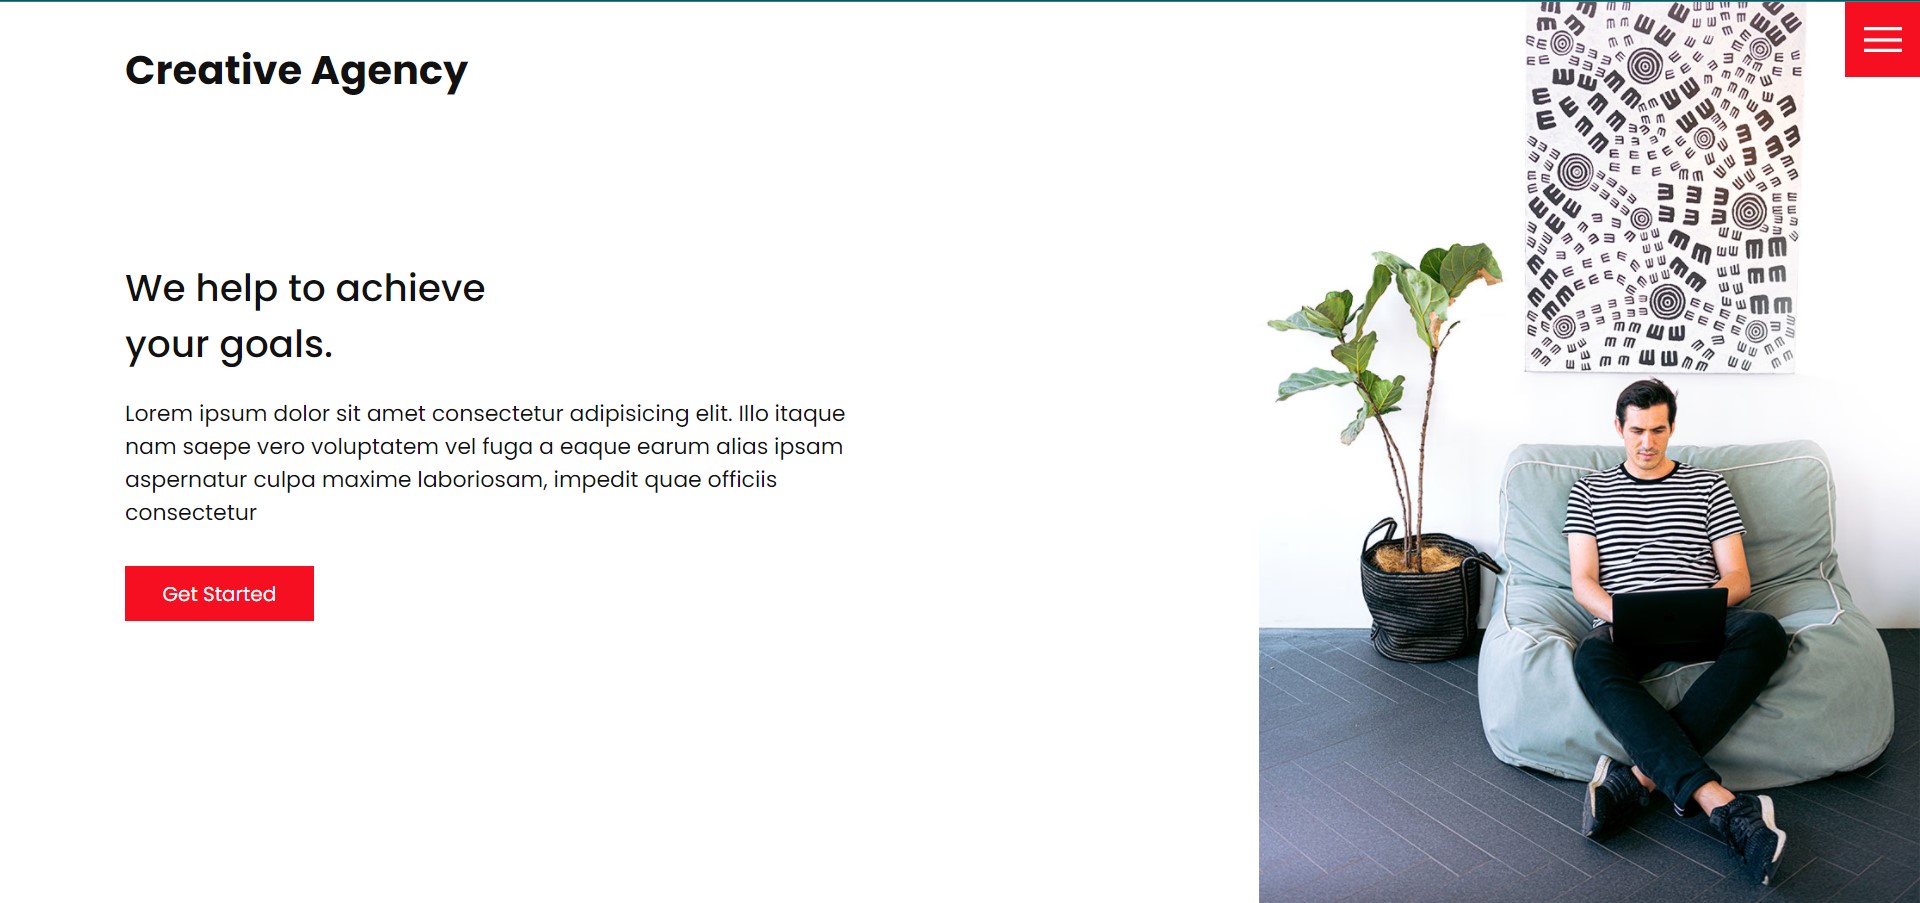 Creative Agency
We help to achieve
your goals.
Lorem ipsum dolor sit amet consectetur adipisicing elit. Illo itaque
nam saepe vero voluptatem vel fuga a eaque earum alias ipsam
aspernatur culpa maxime laboriosam, impedit quae officiis
consectetur
Get Started